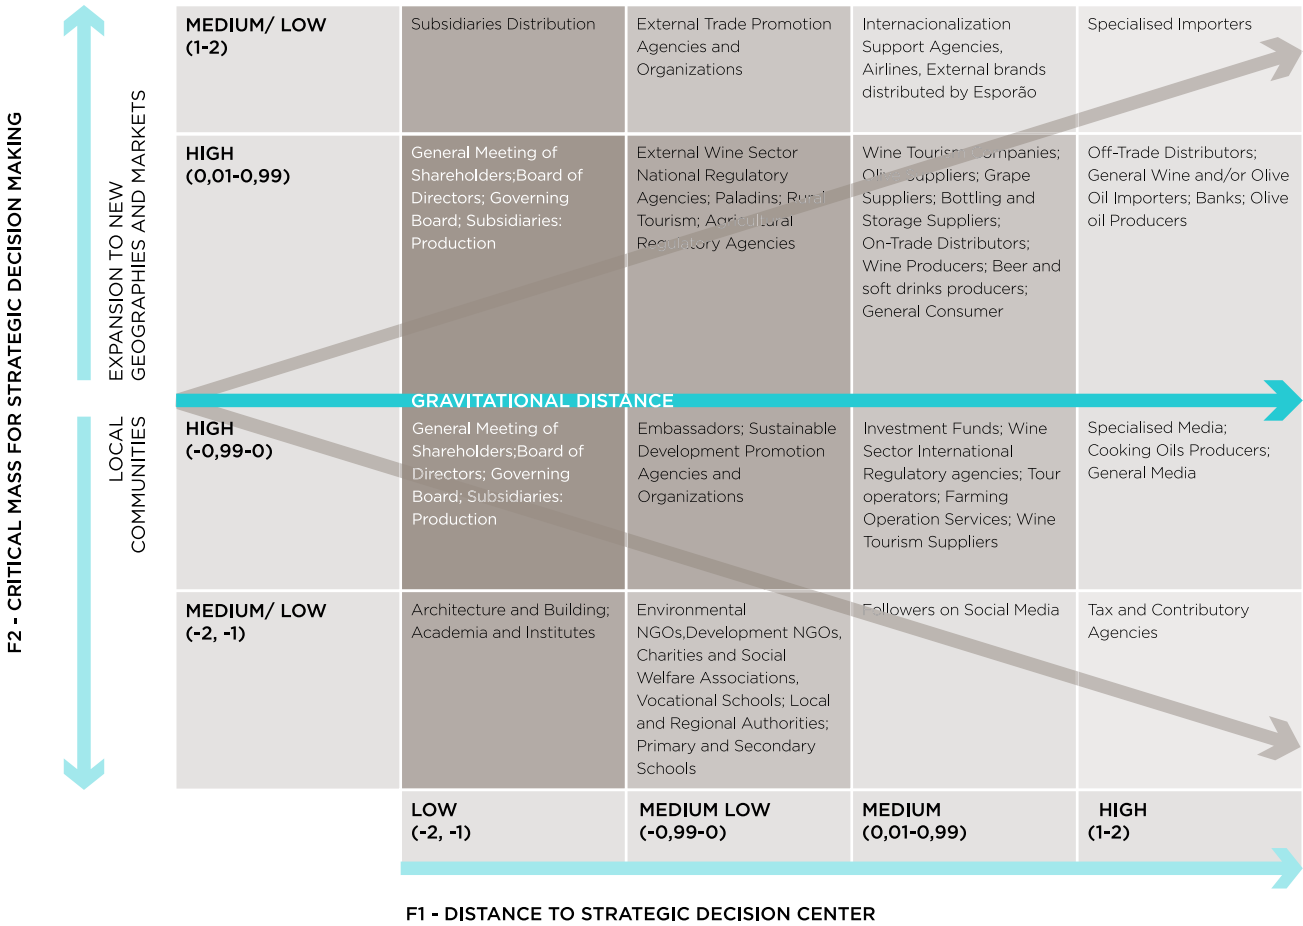 F2 - CRITICAL MASS FOR STRATEGIC DECISION MAKING
EXPANSION TO NEW
GEOGRAPHIES AND MARKETS
LOCAL
COMMUNITIES
MEDIUM/ LOW
(1-2)
Subsidiaries Distribution
External Trade Promotion
Agencies and
Organizations
Internacionalization
Support Agencies,
Airlines, External brands
distributed by Esporão
Specialised Importers
HIGH
(0,01-0,99)
General Meeting of
Shareholders;Board of
Directors; Governing
Board; Subsidiaries:
Production
External Wine Sector
National Regulatory
Agencies; Paladins; Rural
Tourism; Agricultural
Regulatory Agencies
Wine Tourism Companies;
Olive Suppliers; Grape
Suppliers; Bottling and
Storage Suppliers;
On-Trade Distributors;
Wine Producers; Beer and
soft drinks producers;
General Consumer
Off-Trade Distributors;
General Wine and/or Olive
Oil Importers; Banks; Olive
oil Producers
GRAVITATIONAL DISTANCE
HIGH
(-0,99-0)
General Meeting of
Shareholders;Board of
Directors; Governing
Board; Subsidiaries:
Production
Embassadors; Sustainable
Development Promotion
Agencies and
Organizations
Investment Funds; Wine
Sector International
Regulatory agencies; Tour
operators; Farming
Operation Services; Wine
Tourism Suppliers
Specialised Media;
Cooking Oils Producers;
General Media
MEDIUM/ LOW
(-2, -1)
Architecture and Building;
Academia and Institutes
Environmental
NGOs,Development NGOs,
Charities and Social
Welfare Associations,
Vocational Schools; Local
and Regional Authorities;
Primary and Secondary
Schools
Followers on Social Media
Tax and Contributory
Agencies
LOW
(-2, -1)
MEDIUM LOW
(-0,99-0)
MEDIUM
(0,01-0,99)
HIGH
(1-2)
F1 - DISTANCE TO STRATEGIC DECISION CENTER